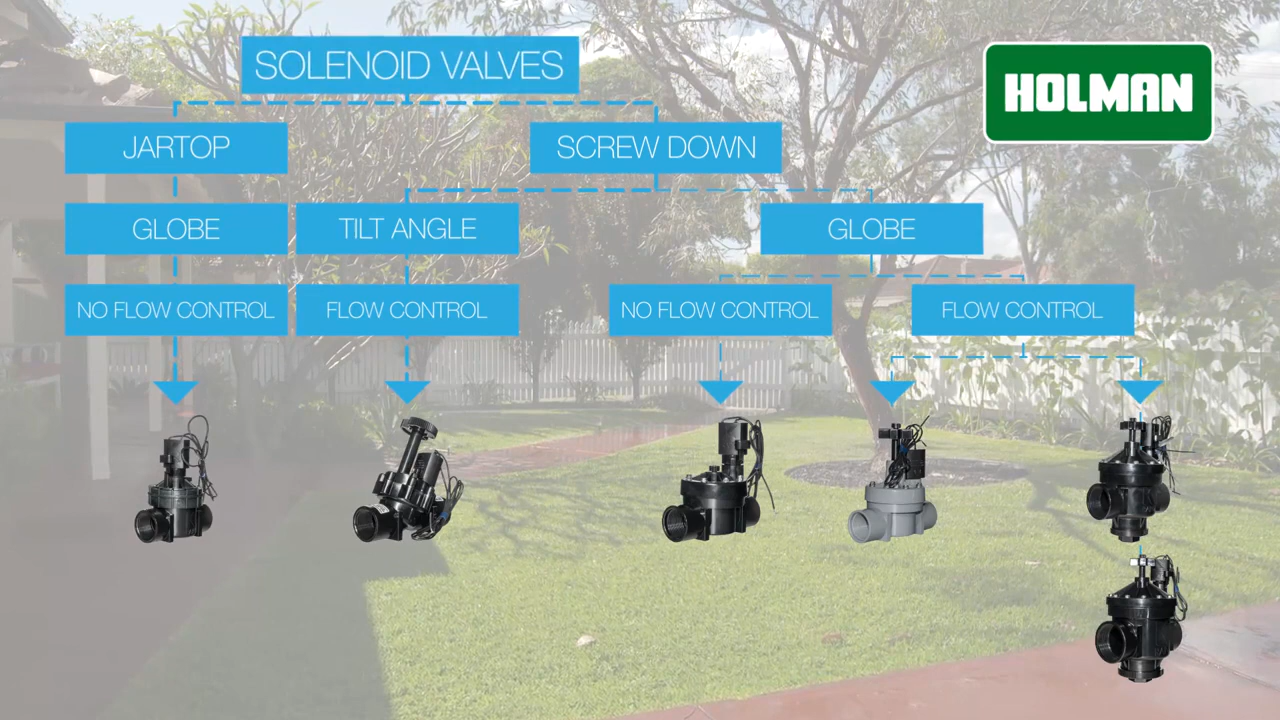 SOLENOID VALVES
HOLMAN
JARTOP
SCREW DOWN
GLOBE
TILT ANGLE
GLOBE
NO FLOW CONTROL
FLOW CONTROL
NO FLOW CONTROL
FLOW CONTROL